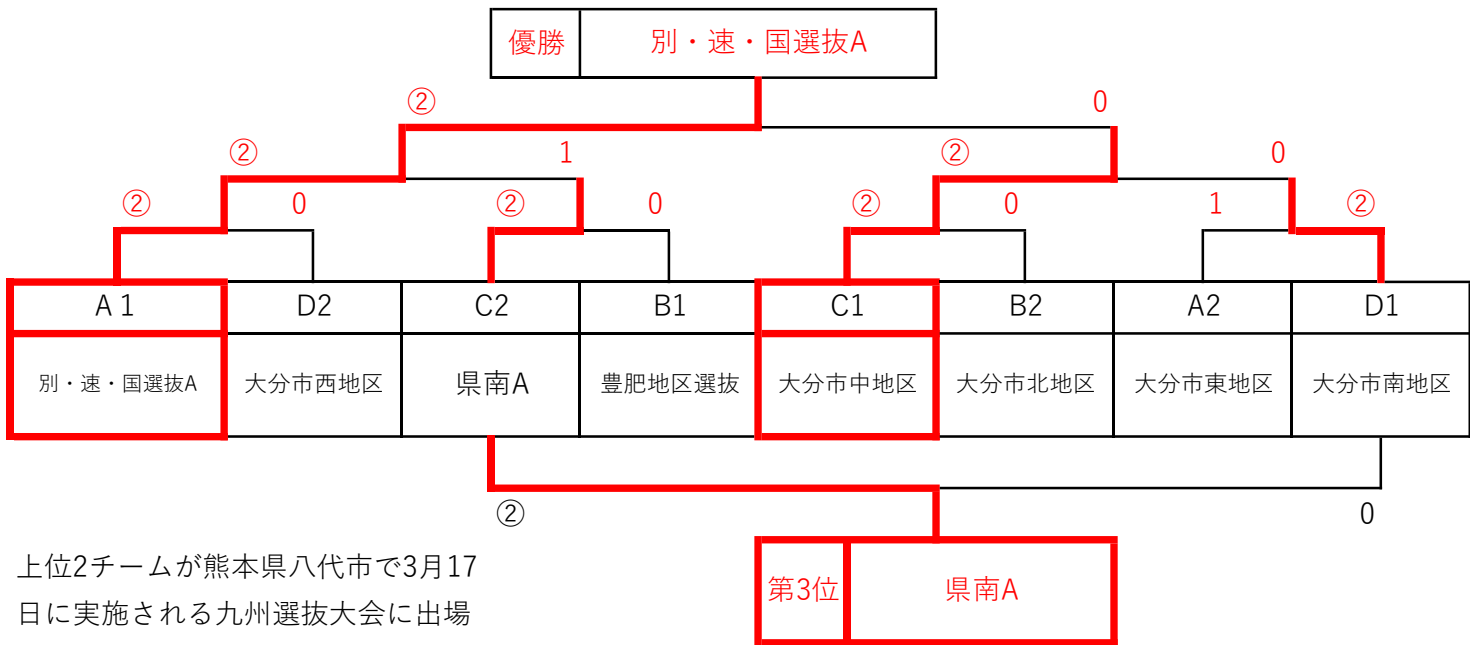 優勝 別・速・国選抜A
② 0
② 1 ② 0
② 0 ② 0 ② 0 1 ②
A 1 D2 C2 B1 C1 B2 A2 D1
別・速・国選抜A 大分市西地区 県南A 豊肥地区選抜 大分市中地区 大分市北地区 大分市東地区 大分市南地区
② 0
第3位 県南A
上位2チームが熊本県八代市で3月17
日に実施される九州選抜大会に出場